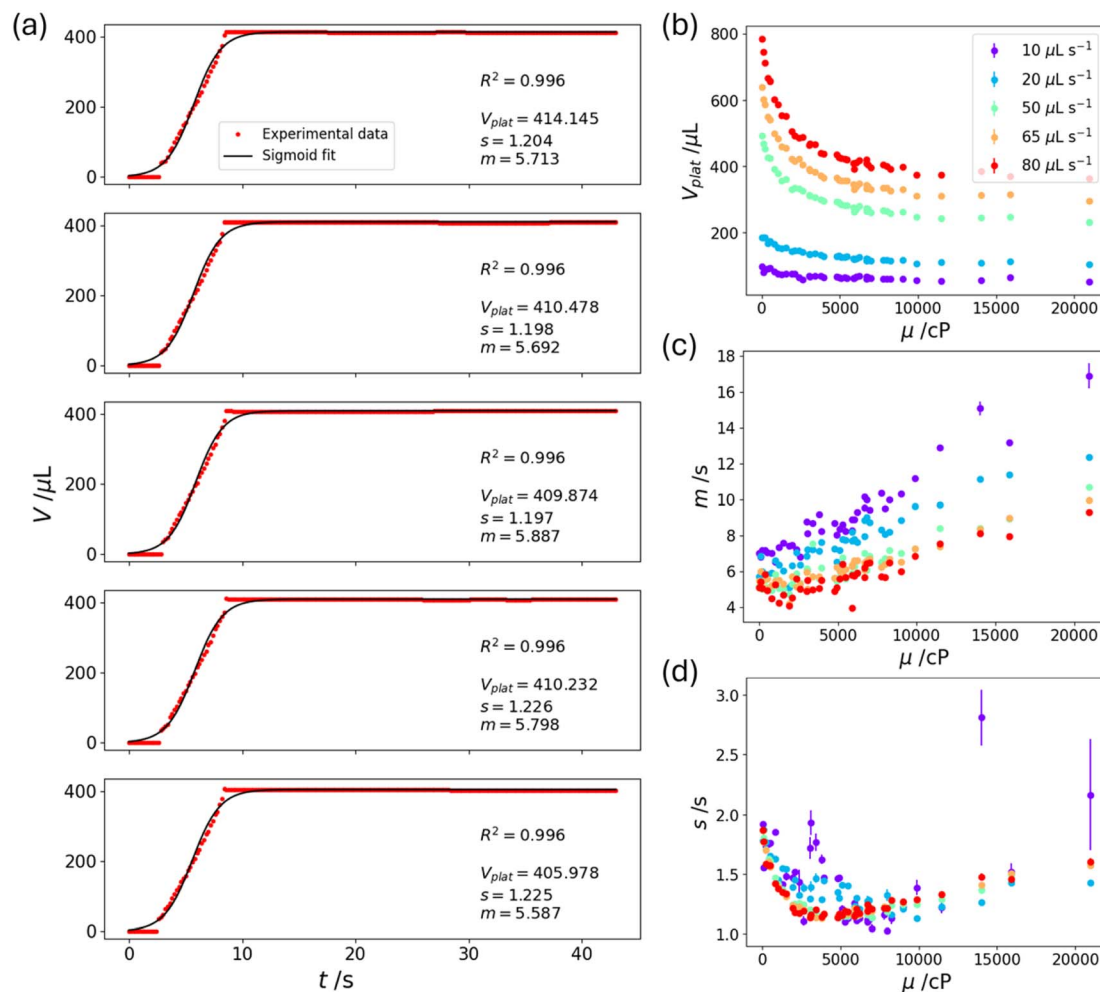 (a)
400
200
0
Experimental data
Sigmoid fit
R² = 0.996
V_plat = 414.145
s = 1.204
m = 5.713
400
200
0
R² = 0.996
V_plat = 410.478
s = 1.198
m = 5.692
400
200
0
R² = 0.996
V_plat = 409.874
s = 1.197
m = 5.887
400
200
0
R² = 0.996
V_plat = 410.232
s = 1.226
m = 5.798
400
200
0
R² = 0.996
V_plat = 405.978
s = 1.225
m = 5.587
0 10 20 30 40
t /s
V /μL
(b)
800
600
400
200
V_plat /μL
10 μL s⁻¹
20 μL s⁻¹
50 μL s⁻¹
65 μL s⁻¹
80 μL s⁻¹
0 5000 10000 15000 20000
μ /cP
(c)
18
16
14
12
10
8
6
4
m /s
0 5000 10000 15000 20000
μ /cP
(d)
3.0
2.5
2.0
1.5
1.0
s /s
0 5000 10000 15000 20000
μ /cP